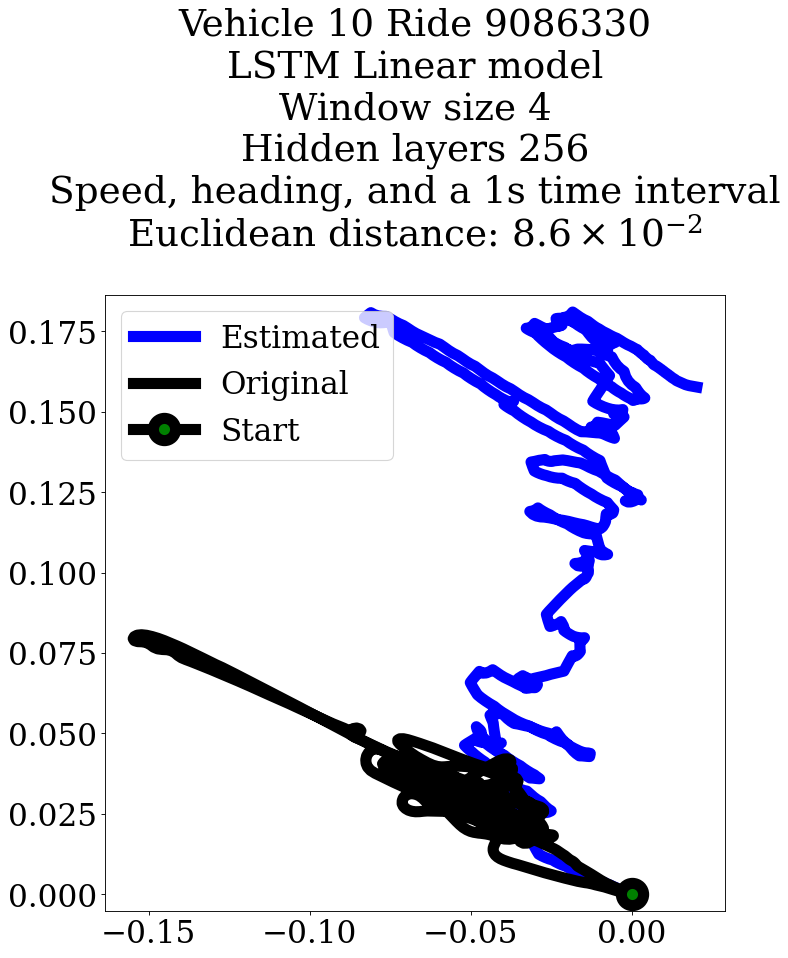 Vehicle 10 Ride 9086330
LSTM Linear model
Window size 4
Hidden layers 256
Speed, heading, and a 1s time interval
Euclidean distance: 8.6 × 10⁻²
Estimated
Original
Start
0.175
0.150
0.125
0.100
0.075
0.050
0.025
0.000
−0.15 −0.10 −0.05 0.00